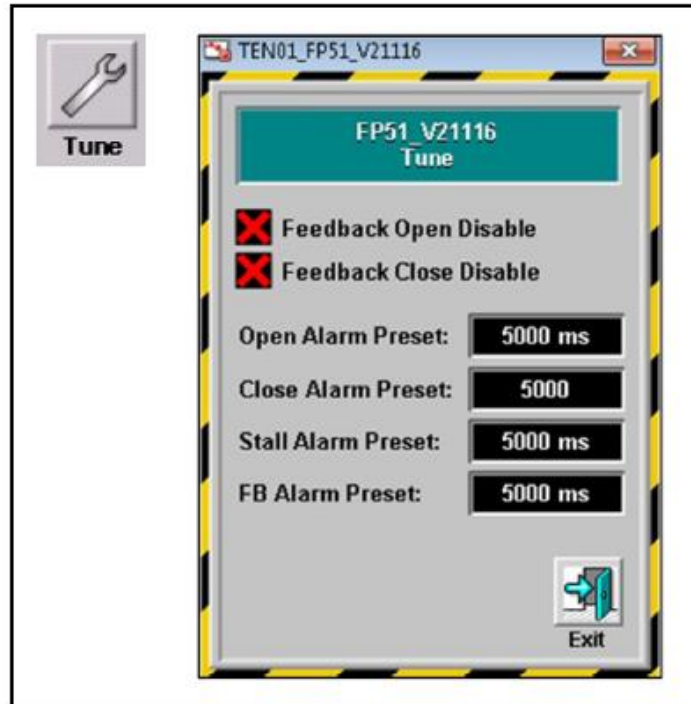 Tune
TEN01_FP51_V21116
FP51_V21116
Tune
Feedback Open Disable
Feedback Close Disable
Open Alarm Preset: 5000 ms
Close Alarm Preset: 5000
Stall Alarm Preset: 5000 ms
FB Alarm Preset: 5000 ms
Exit